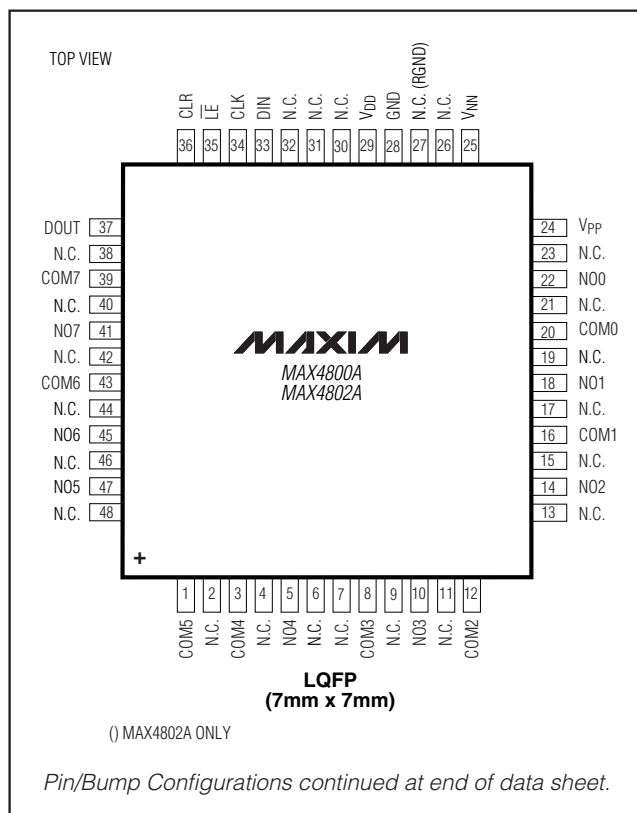 TOP VIEW
CLR
LE
CLK
DIN
N.C.
N.C.
N.C.
VDD
GND
N.C. (RGND)
N.C.
VNN
36 35 34 33 32 31 30 29 28 27 26 25
DOUT 37
N.C. 38
COM7 39
N.C. 40
NO7 41
N.C. 42
COM6 43
N.C. 44
NO6 45
N.C. 46
NO5 47
N.C. 48
MAXIM
MAX4800A
MAX4802A
24 VPP
23 N.C.
22 NO0
21 N.C.
20 COM0
19 N.C.
18 NO1
17 N.C.
16 COM1
15 N.C.
14 NO2
13 N.C.
+
1 2 3 4 5 6 7 8 9 10 11 12
COM5
N.C.
COM4
N.C.
NO4
N.C.
N.C.
COM3
N.C.
NO3
N.C.
COM2
LQFP
(7mm x 7mm)
() MAX4802A ONLY
Pin/Bump Configurations continued at end of data sheet.